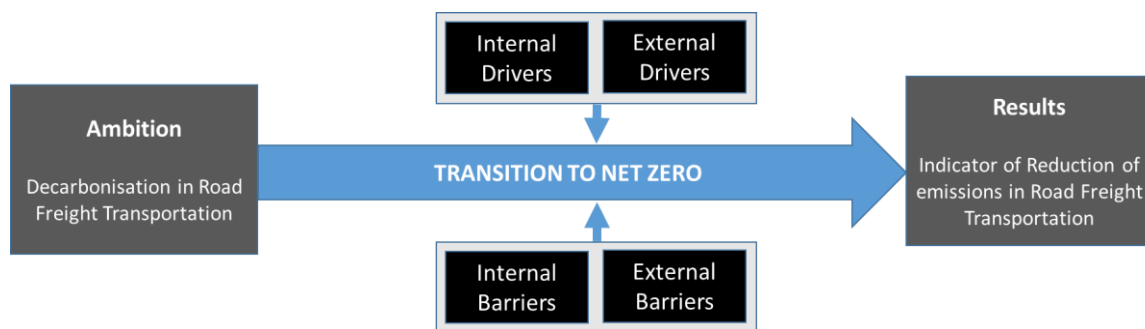 Internal
Drivers
External
Drivers
Ambition
Decarbonisation in Road
Freight Transportation
TRANSITION TO NET ZERO
Results
Indicator of Reduction of
emissions in Road Freight
Transportation
Internal
Barriers
External
Barriers